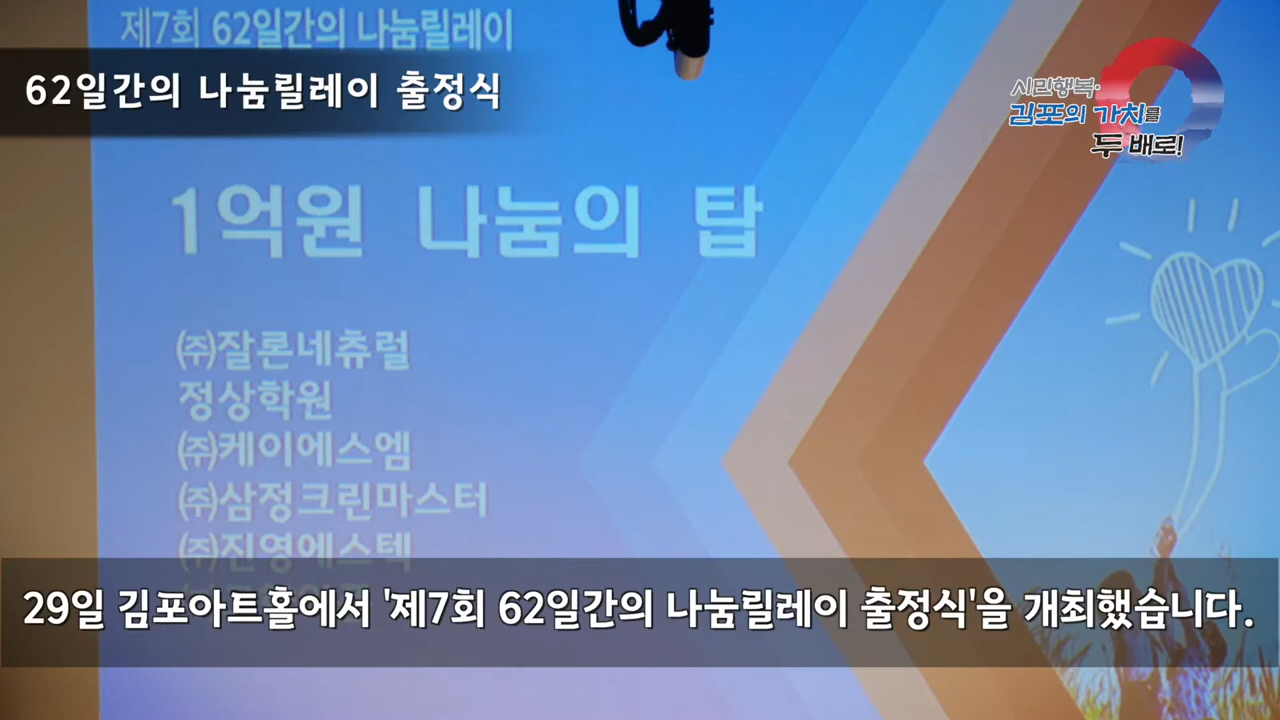 제7회 62일간의 나눔릴레이
62일간의 나눔릴레이 출정식
시민행복·
김포의 가치를
두 배로!
1억원 나눔의 탑
㈜잘론네츄럴
정상학원
㈜케이에스엠
㈜삼정크린마스터
㈜진영에스텍
29일 김포아트홀에서 '제7회 62일간의 나눔릴레이 출정식'을 개최했습니다.